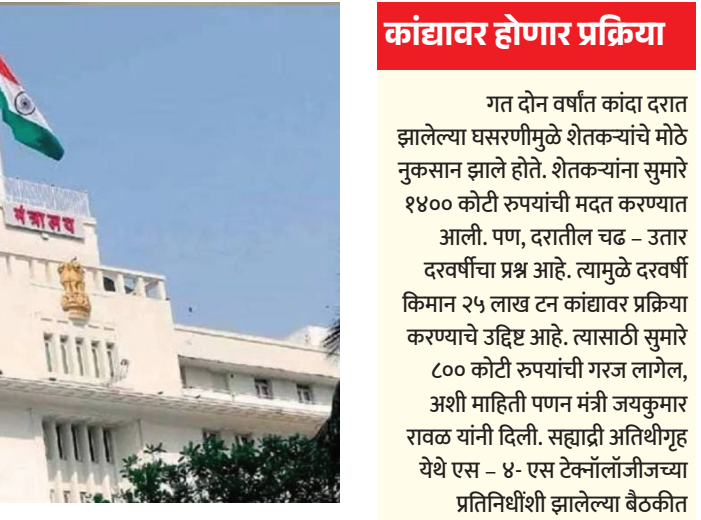 मंत्रालय
कांद्यावर होणार प्रक्रिया
गत दोन वर्षांत कांदा दरात
झालेल्या घसरणीमुळे शेतकऱ्यांचे मोठे
नुकसान झाले होते. शेतकऱ्यांना सुमारे
१४०० कोटी रुपयांची मदत करण्यात
आली. पण, दरातील चढ – उतार
दरवर्षीचा प्रश्न आहे. त्यामुळे दरवर्षी
किमान २५ लाख टन कांद्यावर प्रक्रिया
करण्याचे उद्दिष्ट आहे. त्यासाठी सुमारे
८०० कोटी रुपयांची गरज लागेल,
अशी माहिती पणन मंत्री जयकुमार
रावळ यांनी दिली. सह्याद्री अतिथीगृह
येथे एस – ४- एस टेक्नॉलॉजीजच्या
प्रतिनिधींशी झालेल्या बैठकीत